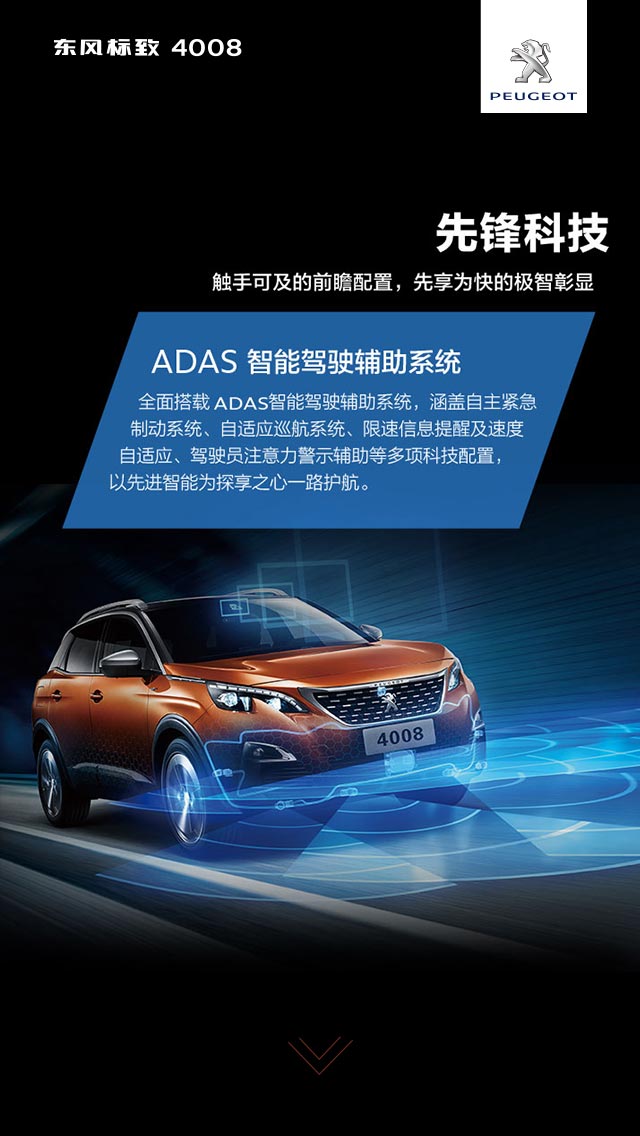 东风标致 4008
PEUGEOT
先锋科技
触手可及的前瞻配置，先享为快的极智彰显
ADAS 智能驾驶辅助系统
全面搭载 ADAS智能驾驶辅助系统，涵盖自主紧急
制动系统、自适应巡航系统、限速信息提醒及速度
自适应、驾驶员注意力警示辅助等多项科技配置，
以先进智能为探享之心一路护航。
PEUGEOT
4008